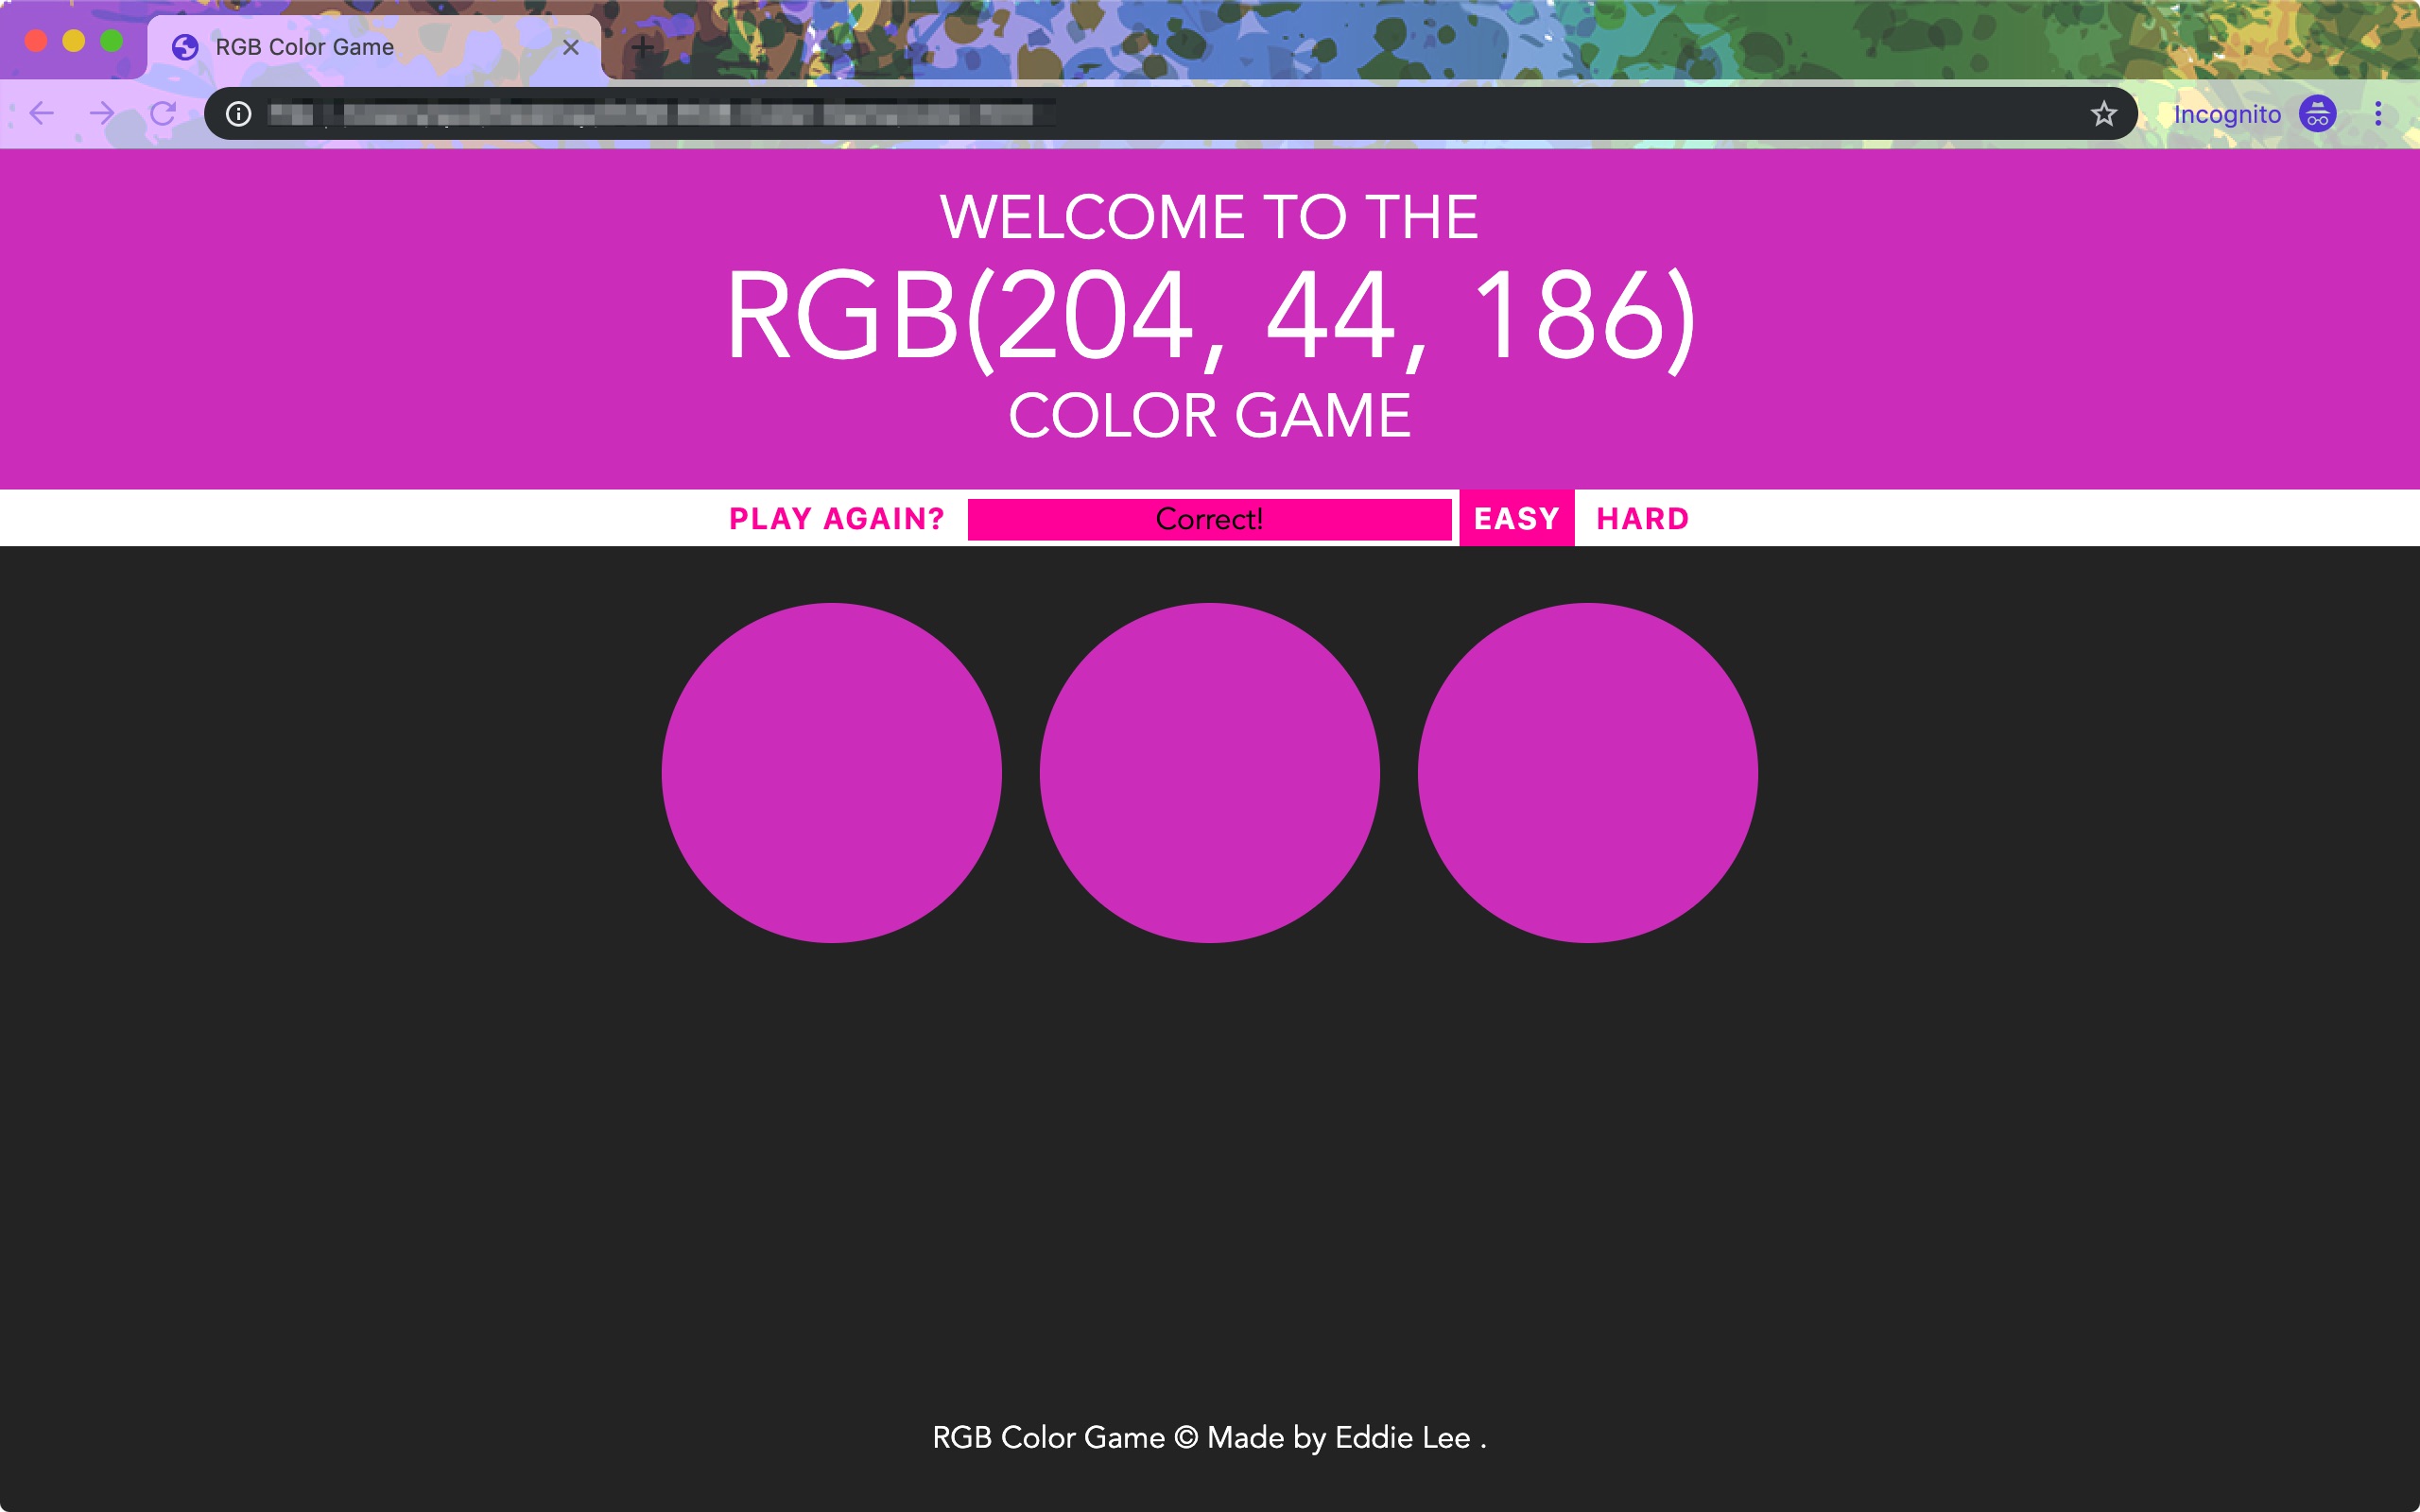 RGB Color Game
Incognito
WELCOME TO THE
RGB(204, 44, 186)
COLOR GAME
PLAY AGAIN? Correct! EASY HARD
RGB Color Game © Made by Eddie Lee .